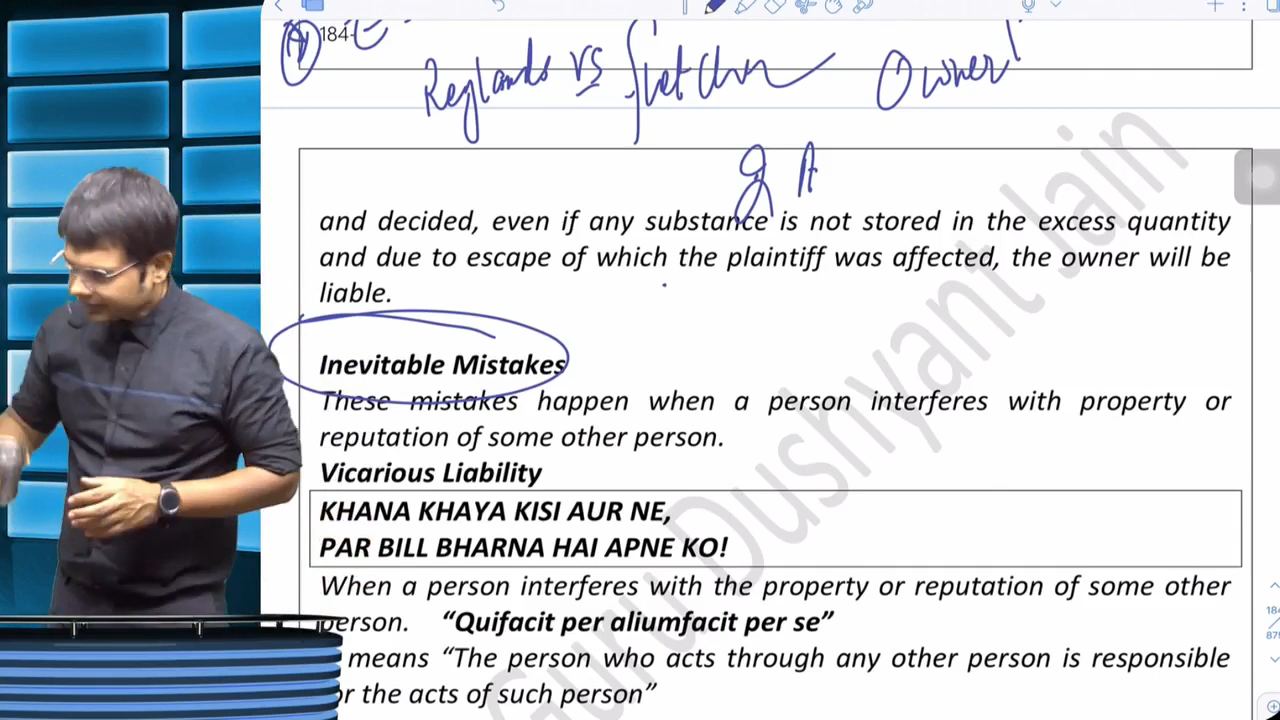 184
Reylands vs Fletcher Owner
and decided, even if any substance is not stored in the excess quantity
and due to escape of which the plaintiff was affected, the owner will be
liable.
Inevitable Mistakes
These mistakes happen when a person interferes with property or
reputation of some other person.
Vicarious Liability
KHANA KHAYA KISI AUR NE,
PAR BILL BHARNA HAI APNE KO!
When a person interferes with the property or reputation of some other
person. “Quifacit per aliumfacit per se”
means “The person who acts through any other person is responsible
or the acts of such person”
Guru Dushyant Jain
184